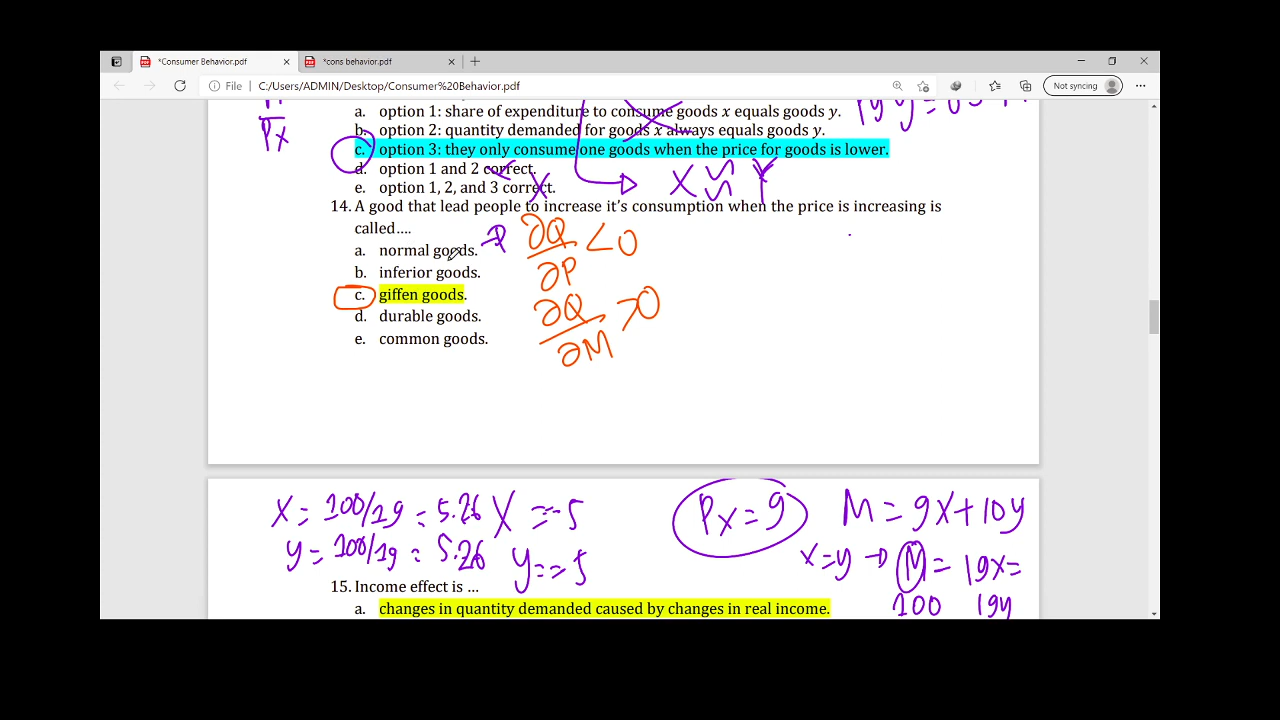 *Consumer Behavior.pdf
*cons behavior.pdf
File | C:/Users/ADMIN/Desktop/Consumer%20Behavior.pdf
Not syncing
Px
a. option 1: share of expenditure to consume goods x equals goods y.
b. option 2: quantity demanded for goods x always equals goods y.
c. option 3: they only consume one goods when the price for goods is lower.
d. option 1 and 2 correct.
e. option 1, 2, and 3 correct.
X
X Y
14. A good that lead people to increase it's consumption when the price is increasing is
called….
a. normal goods. → ∂Q/∂P < 0
b. inferior goods.
c. giffen goods. ∂Q/∂M > 0
d. durable goods.
e. common goods.
X = 100/19 = 5.26 X == 5
y = 100/19 = 5.26 y == 5
Px = 9
M = 9X + 10y
x = y → M = 19x =
100 19y
15. Income effect is …
a. changes in quantity demanded caused by changes in real income.